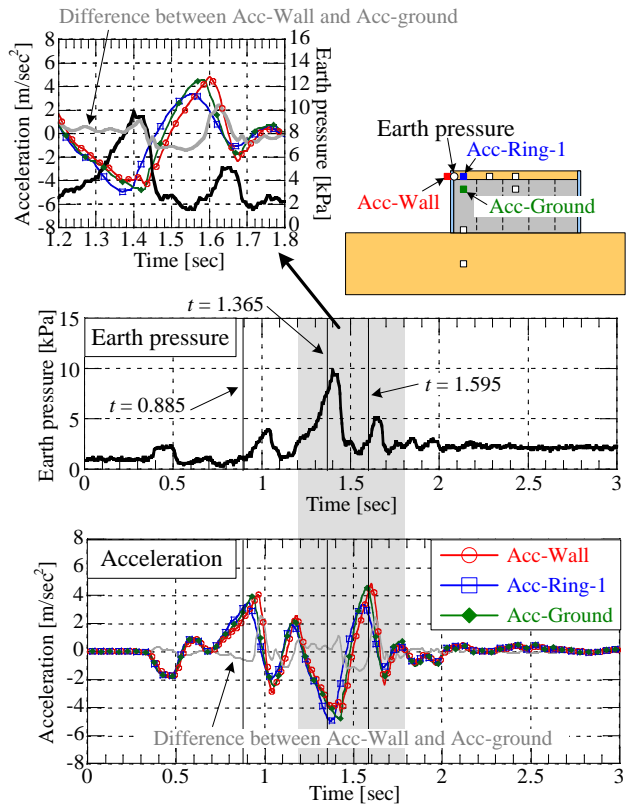 Difference between Acc-Wall and Acc-ground
Acceleration [m/sec2]
8
6
4
2
0
-2
-4
-6
-8
16
14
12
10
8
6
4
2
0
Earth pressure [kPa]
1.2 1.3 1.4 1.5 1.6 1.7 1.8
Time [sec]
Earth pressure
Acc-Ring-1
Acc-Wall
Acc-Ground
t = 1.365
Earth pressure [kPa]
15
10
5
0
Earth pressure
t = 0.885
t = 1.595
0 0.5 1 1.5 2 2.5 3
Time [sec]
Acceleration [m/sec2]
8
6
4
2
0
-2
-4
-6
-8
Acceleration
Acc-Wall
Acc-Ring-1
Acc-Ground
Difference between Acc-Wall and Acc-ground
0 0.5 1 1.5 2 2.5 3
Time [sec]